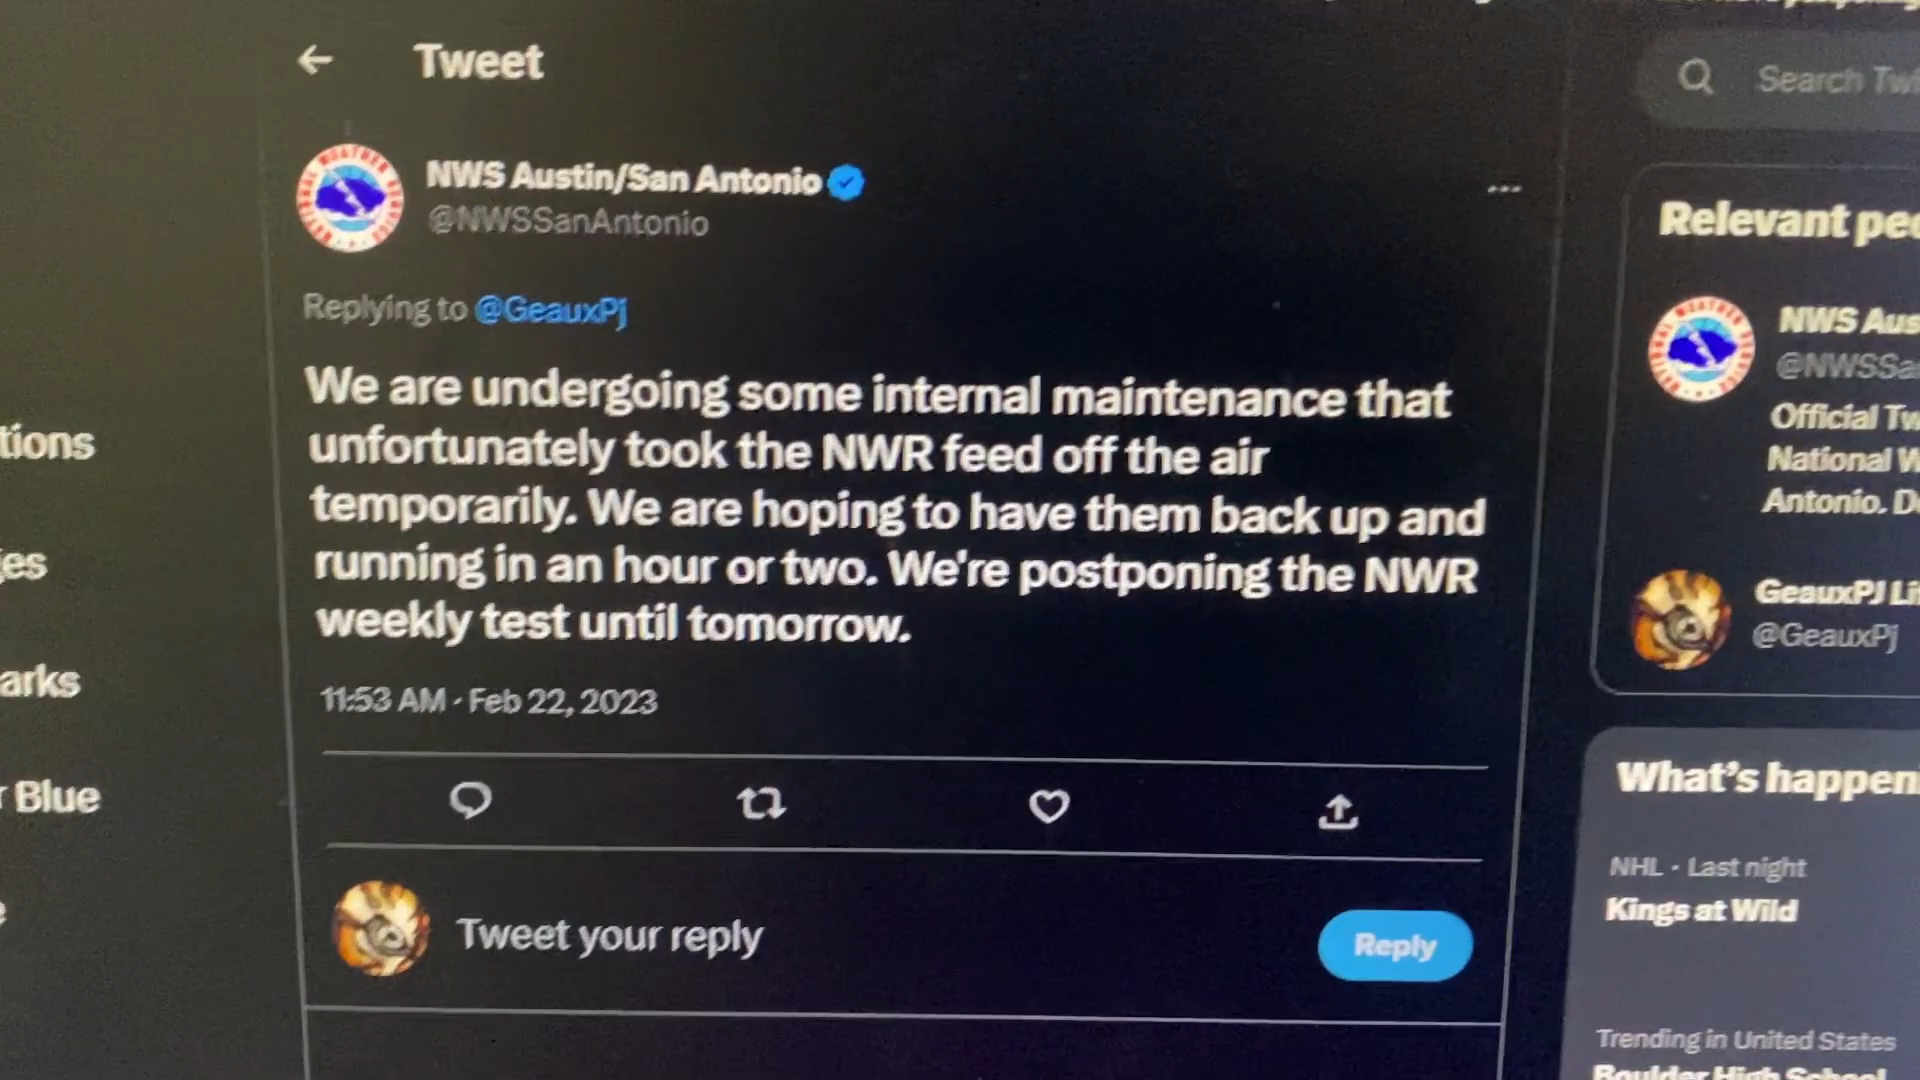 Tweet
Search
NWS Austin/San Antonio
@NWSSanAntonio
Replying to @GeauxPj
We are undergoing some internal maintenance that
unfortunately took the NWR feed off the air
temporarily. We are hoping to have them back up and
running in an hour or two. We're postponing the NWR
weekly test until tomorrow.
11:53 AM · Feb 22, 2023
Tweet your reply
Reply
tions
es
arks
r Blue
Relevant peo
NWS Aus
@NWSSa
Official Tw
National W
Antonio. D
GeauxPJ Li
@GeauxPj
What's happen
NHL · Last night
Kings at Wild
Trending in United States
Boulder High School